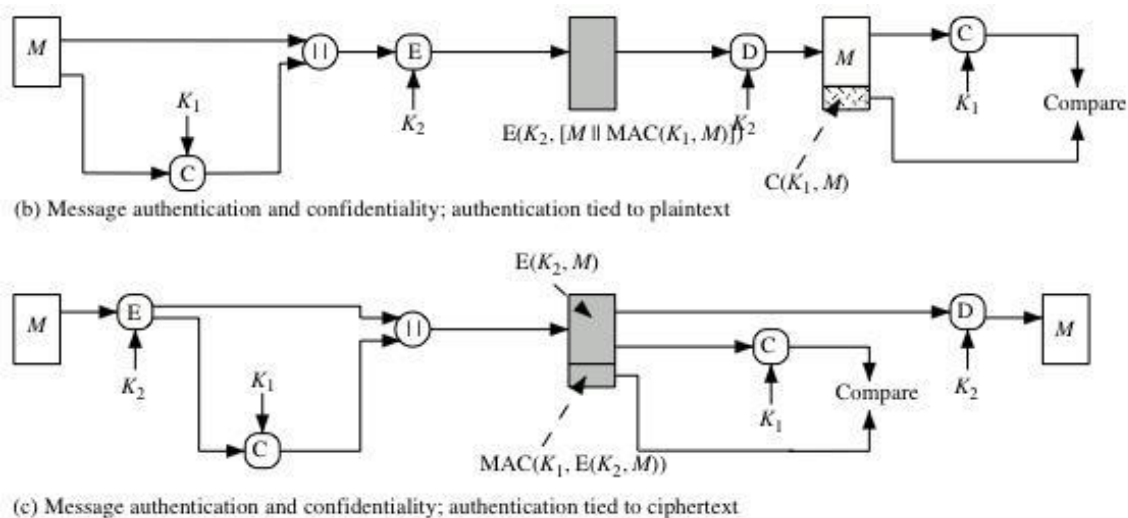 M
||
E
D
M
C
K₁
K₂
K₂
K₁
Compare
C
E(K₂, [M || MAC(K₁, M)])
C(K₁, M)
(b) Message authentication and confidentiality; authentication tied to plaintext
E(K₂, M)
M
E
||
D
M
C
K₂
K₁
Compare
K₂
K₁
C
MAC(K₁, E(K₂, M))
(c) Message authentication and confidentiality; authentication tied to ciphertext